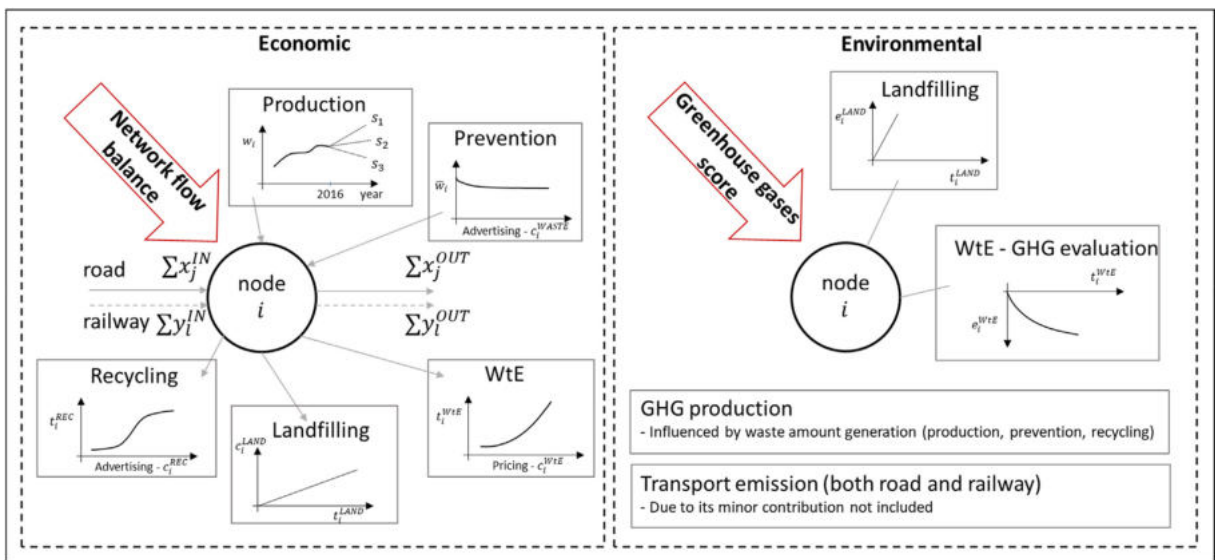 Economic
Network flow
balance
Production
w_i
S_1
S_2
S_3
2016 year
Prevention
w̅_i
Advertising - c_i^{WASTE}
road
∑x_j^{IN}
∑x_j^{OUT}
node
i
railway
∑y_l^{IN}
∑y_l^{OUT}
Recycling
t_i^{REC}
Advertising - c_i^{REC}
Landfilling
c_i^{LAND}
t_i^{LAND}
WtE
t_i^{WtE}
Pricing - c_i^{WtE}
Environmental
Greenhouse gases
score
Landfilling
e_i^{LAND}
t_i^{LAND}
node
i
WtE - GHG evaluation
t_i^{WtE}
e_i^{WtE}
GHG production
- Influenced by waste amount generation (production, prevention, recycling)
Transport emission (both road and railway)
- Due to its minor contribution not included